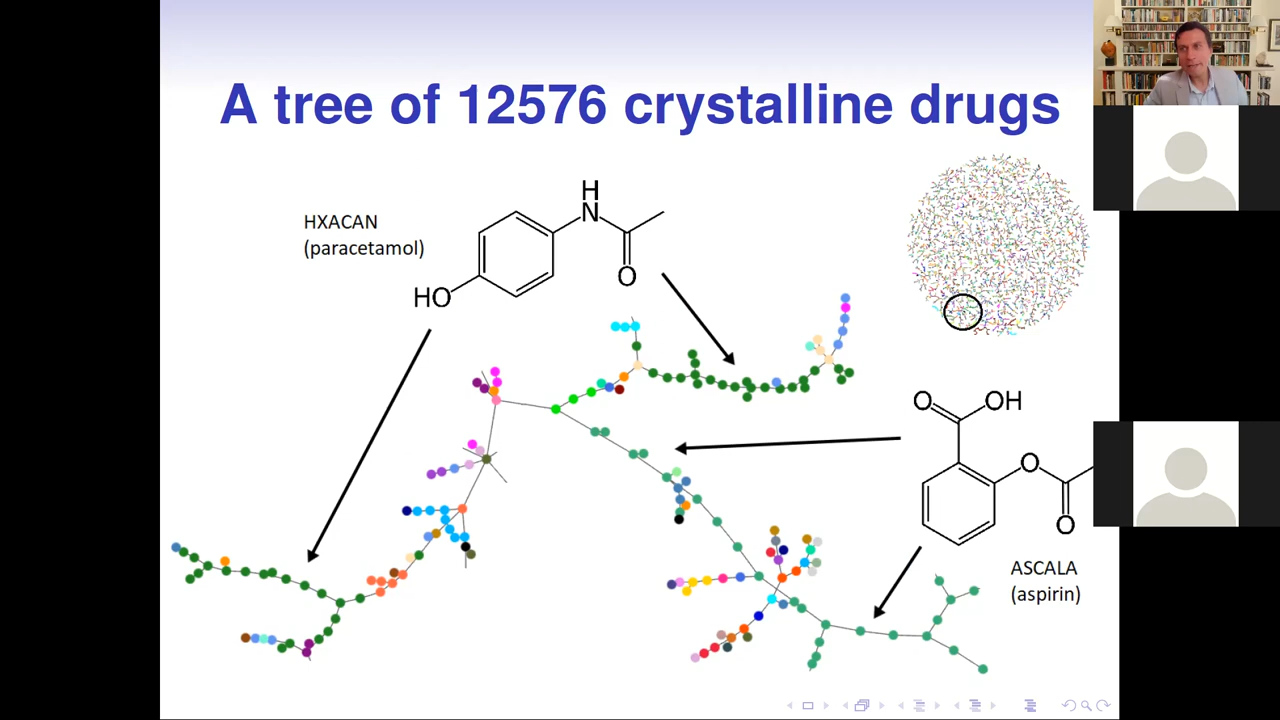 A tree of 12576 crystalline drugs
HXACAN
(paracetamol)
H
N
O
HO
O
OH
O
O
ASCALA
(aspirin)